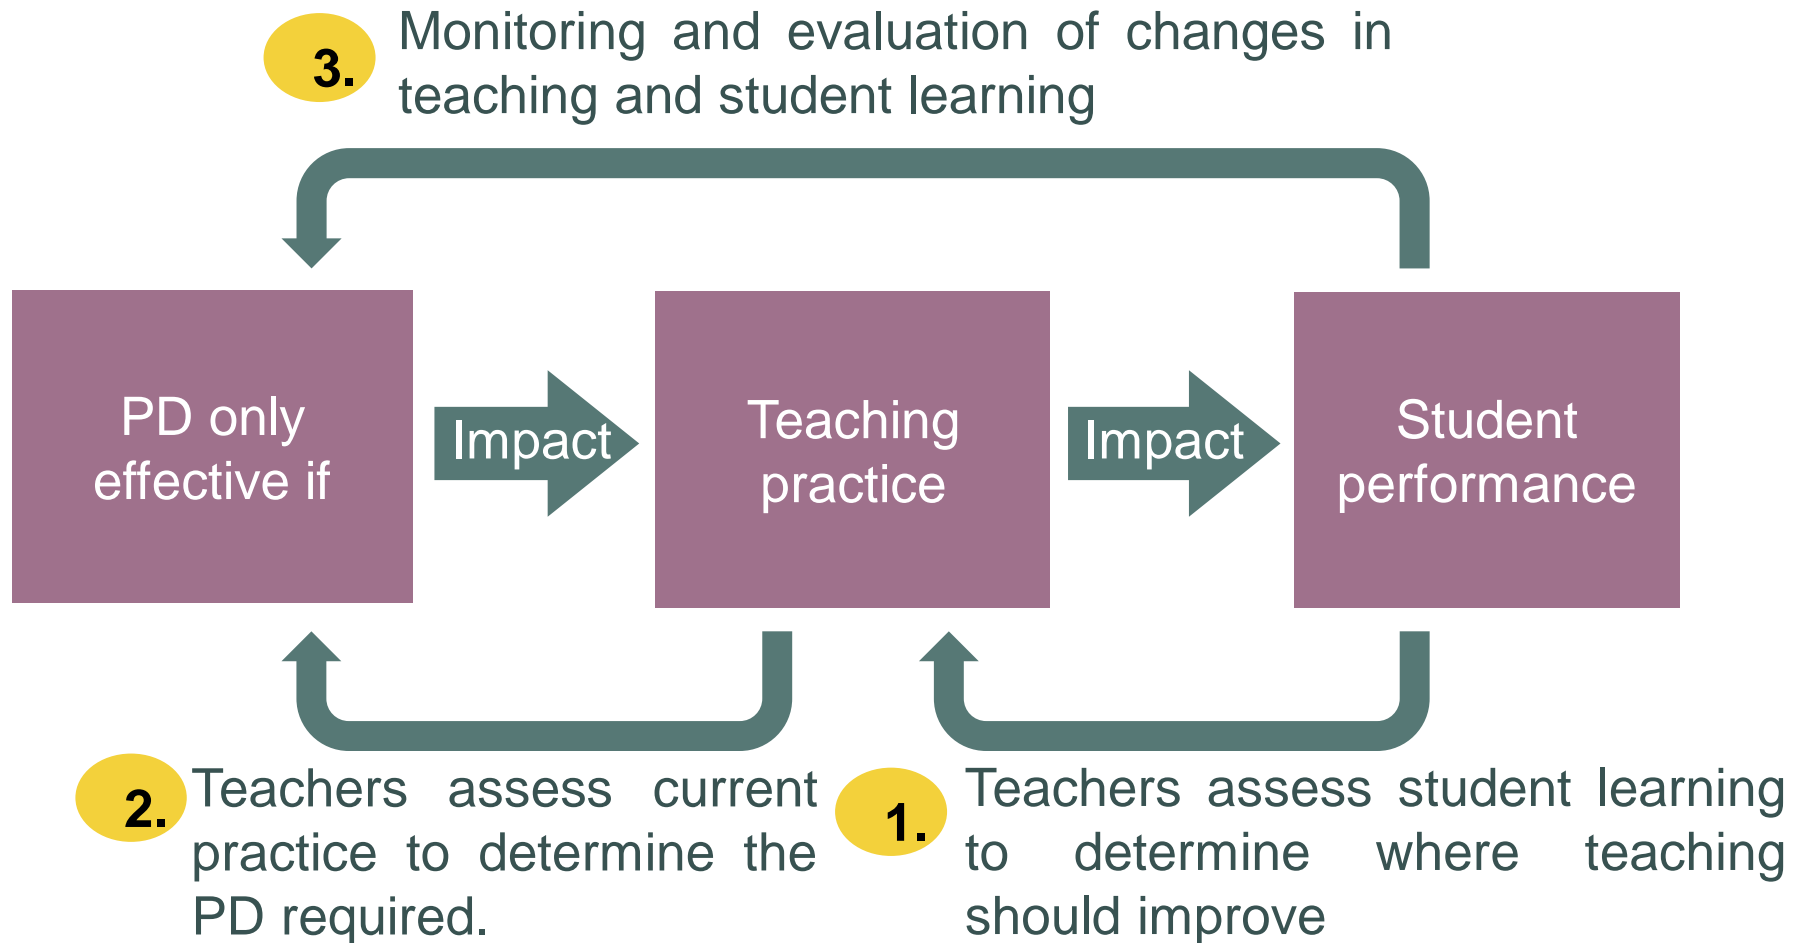 3.
Monitoring and evaluation of changes in
teaching and student learning
PD only
effective if
Impact
Teaching
practice
Impact
Student
performance
2.
Teachers assess current
practice to determine the
PD required.
1.
Teachers assess student learning
to determine where teaching
should improve